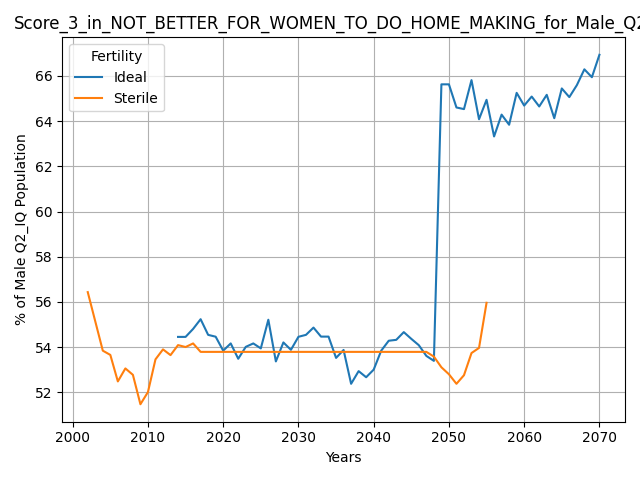 Score_3_in_NOT_BETTER_FOR_WOMEN_TO_DO_HOME_MAKING_for_Male_Q2
Fertility
Ideal
Sterile
% of Male Q2_IQ Population
66
64
62
60
58
56
54
52
2000 2010 2020 2030 2040 2050 2060 2070
Years